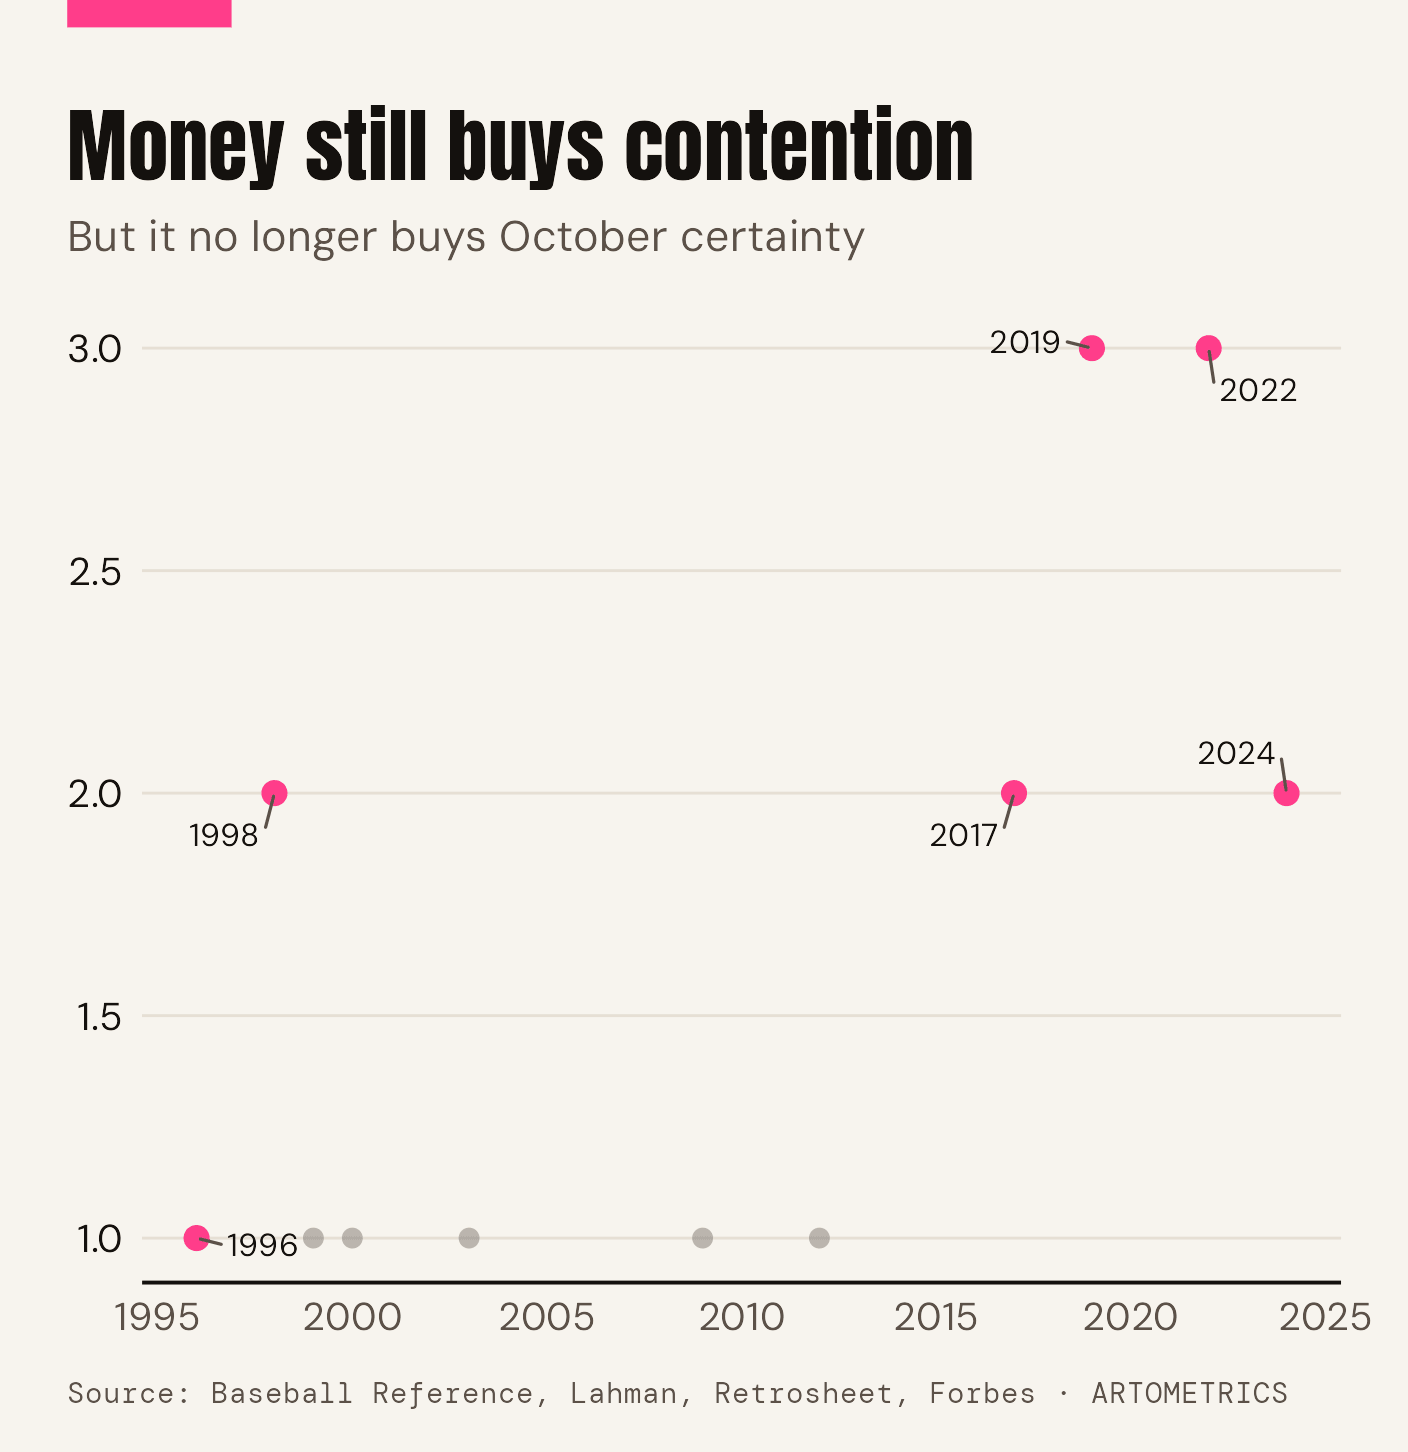 Money still buys contention
But it no longer buys October certainty
3.0
2019
2022
2.5
2024
2.0
1998
2017
1.5
1.0
1996
1995 2000 2005 2010 2015 2020 2025
Source: Baseball Reference, Lahman, Retrosheet, Forbes · ARTOMETRICS